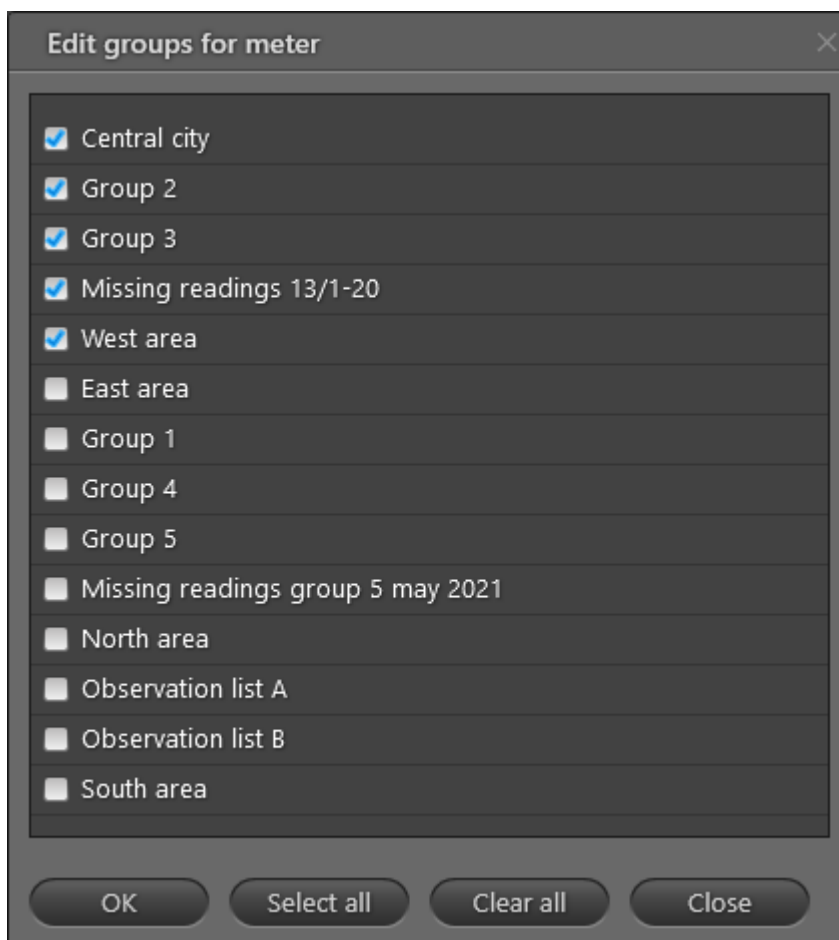 Edit groups for meter
Central city
Group 2
Group 3
Missing readings 13/1-20
West area
East area
Group 1
Group 4
Group 5
Missing readings group 5 may 2021
North area
Observation list A
Observation list B
South area
OK Select all Clear all Close